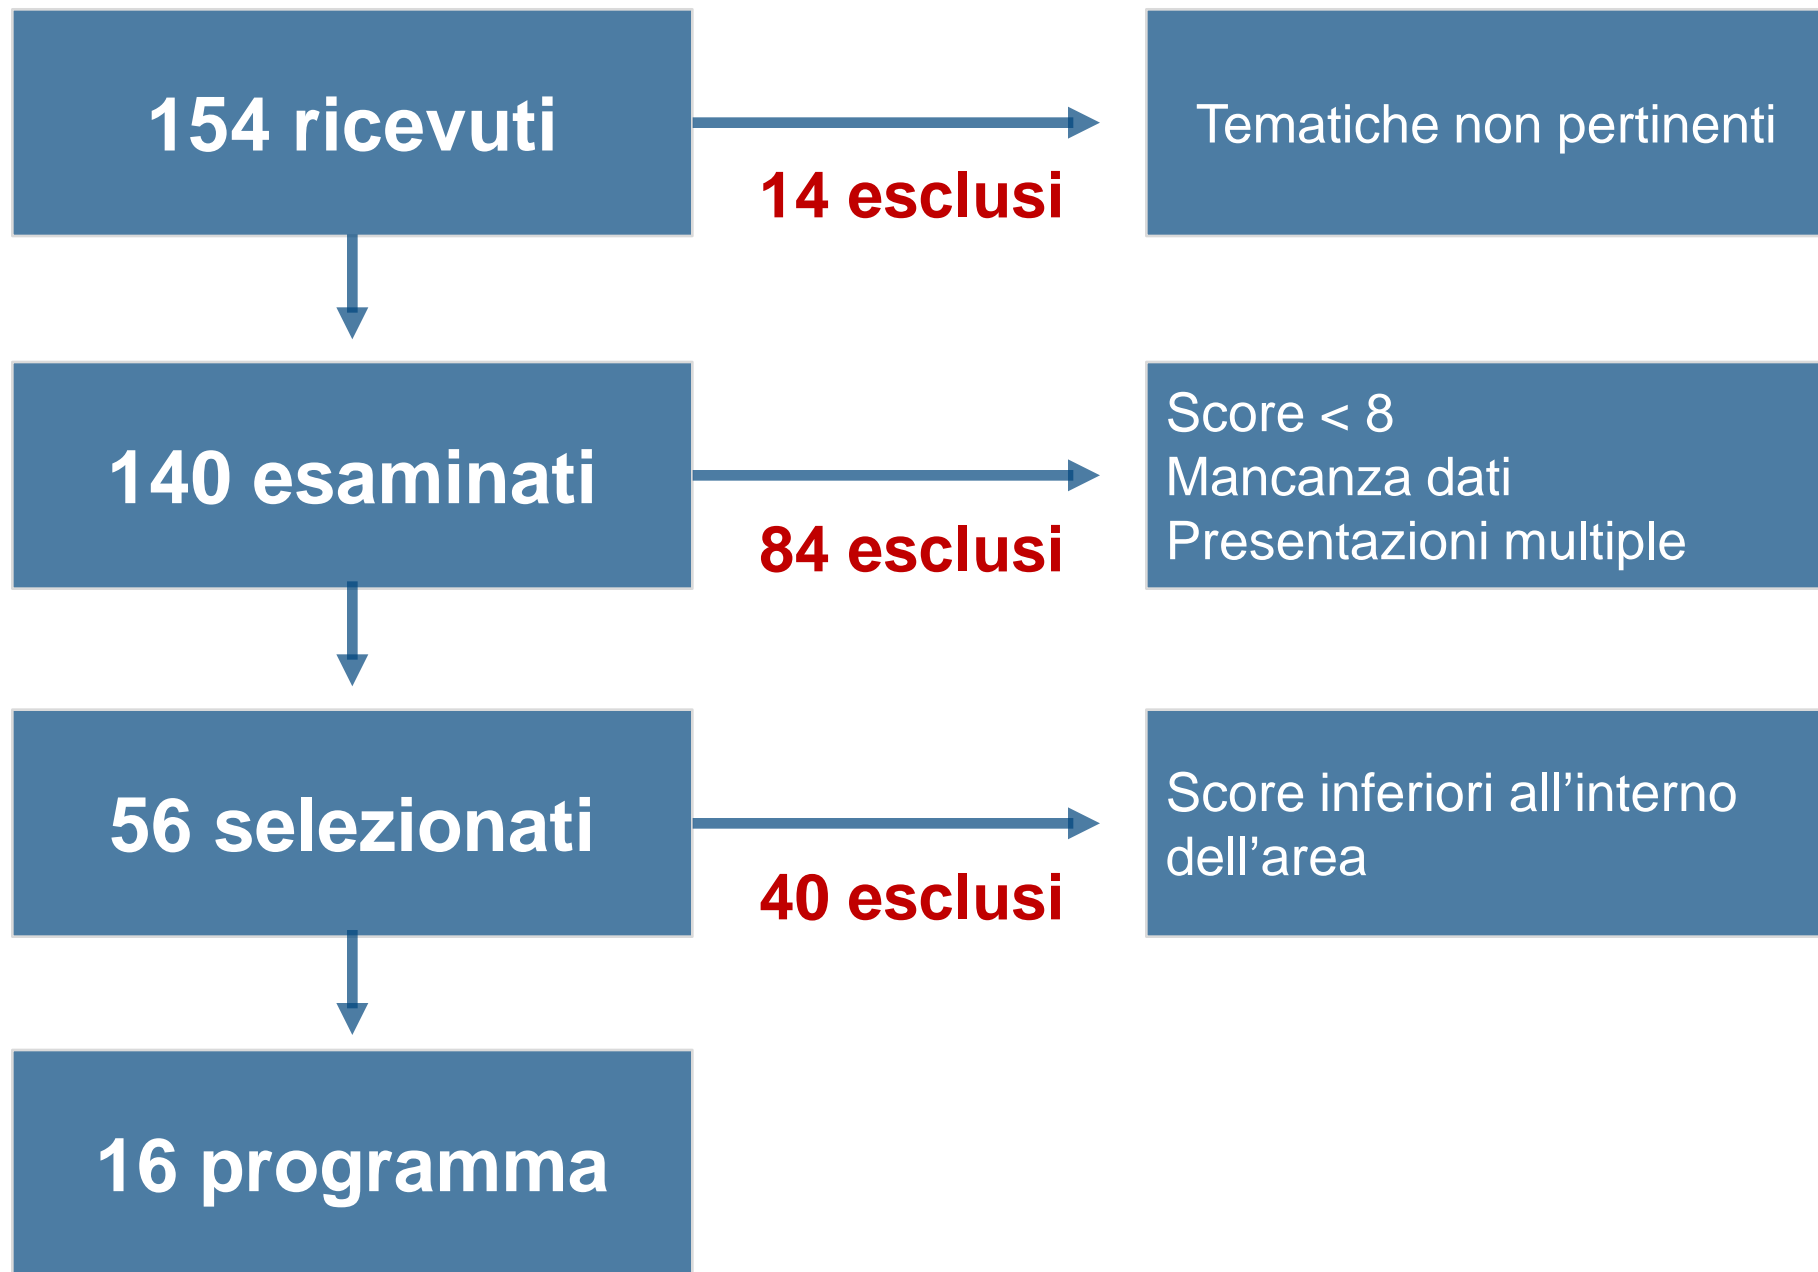 154 ricevuti
14 esclusi
Tematiche non pertinenti
140 esaminati
84 esclusi
Score < 8
Mancanza dati
Presentazioni multiple
56 selezionati
40 esclusi
Score inferiori all’interno
dell’area
16 programma